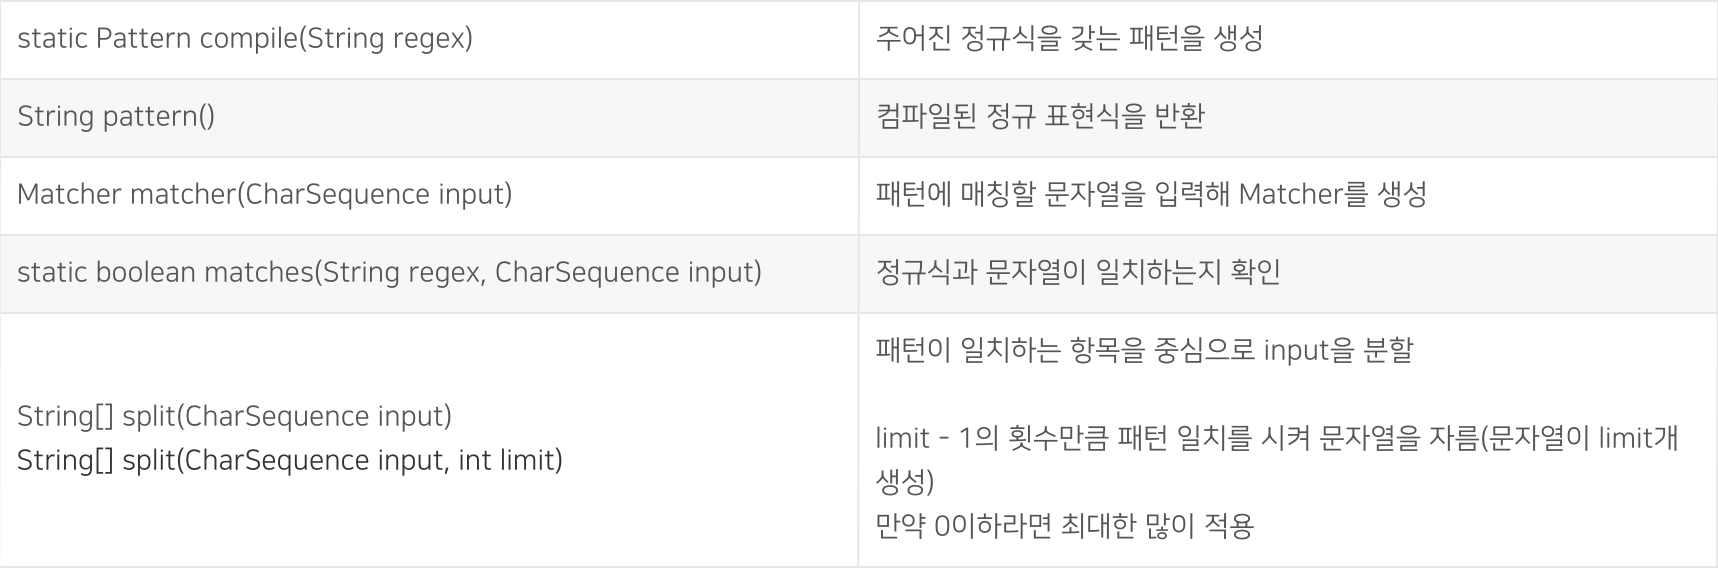 static Pattern compile(String regex)
주어진 정규식을 갖는 패턴을 생성
String pattern()
컴파일된 정규 표현식을 반환
Matcher matcher(CharSequence input)
패턴에 매칭할 문자열을 입력해 Matcher를 생성
static boolean matches(String regex, CharSequence input)
정규식과 문자열이 일치하는지 확인
String[] split(CharSequence input)
String[] split(CharSequence input, int limit)
패턴이 일치하는 항목을 중심으로 input을 분할
limit - 1의 횟수만큼 패턴 일치를 시켜 문자열을 자름(문자열이 limit개
생성)
만약 0이하라면 최대한 많이 적용